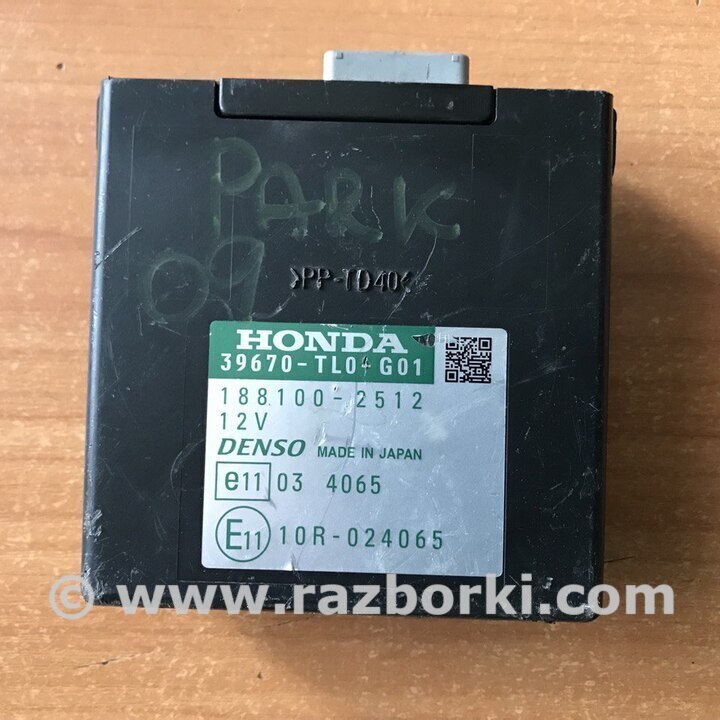 PARK
09
>PP-TD40<
HONDA
39670-TL0-G01
188100-2512
12V
DENSO MADE IN JAPAN
e11 03 4065
E11 10R-024065
© www.razborki.com